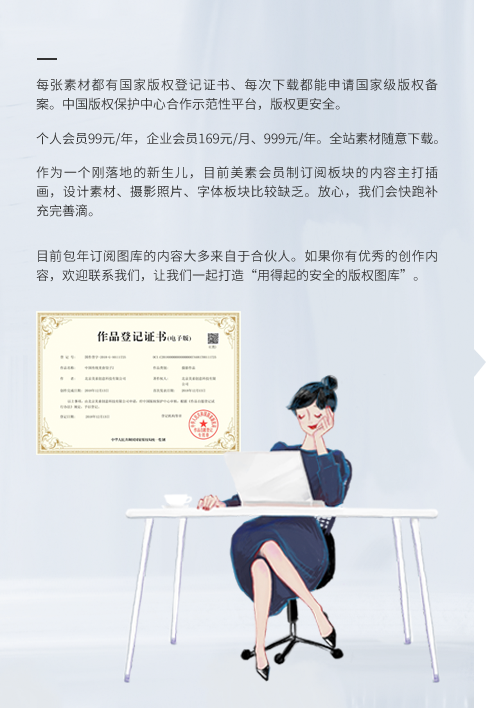 每张素材都有国家版权登记证书、每次下载都能申请国家级版权备
案。中国版权保护中心合作示范性平台，版权更安全。
个人会员99元/年，企业会员169元/月、999元/年。全站素材随意下载。
作为一个刚落地的新生儿，目前美素会员制订阅板块的内容主打插
画，设计素材、摄影照片、字体板块比较缺乏。放心，我们会快跑补
充完善滴。
目前包年订阅图库的内容大多来自于合伙人。如果你有优秀的创作内
容，欢迎联系我们，让我们一起打造“用得起的安全的版权图库”。
作品登记证书(电子版)